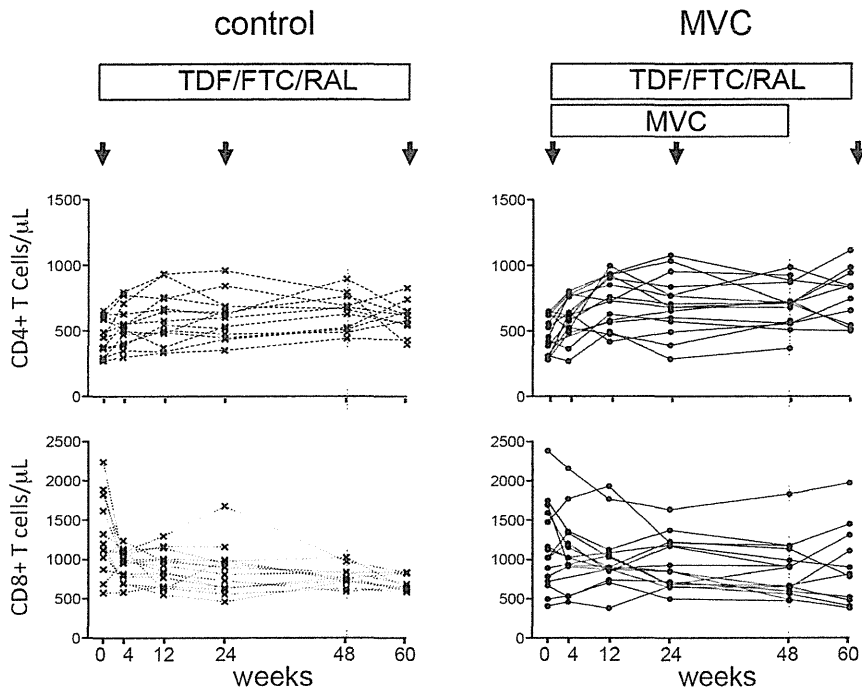 control MVC
TDF/FTC/RAL TDF/FTC/RAL
MVC
CD4+ T Cells/μL
1500 1500
1000 1000
500 500
0 0
CD8+ T cells/μL
2500 2500
2000 2000
1500 1500
1000 1000
500 500
0 0
0 4 12 24 48 60 0 4 12 24 48 60
weeks weeks